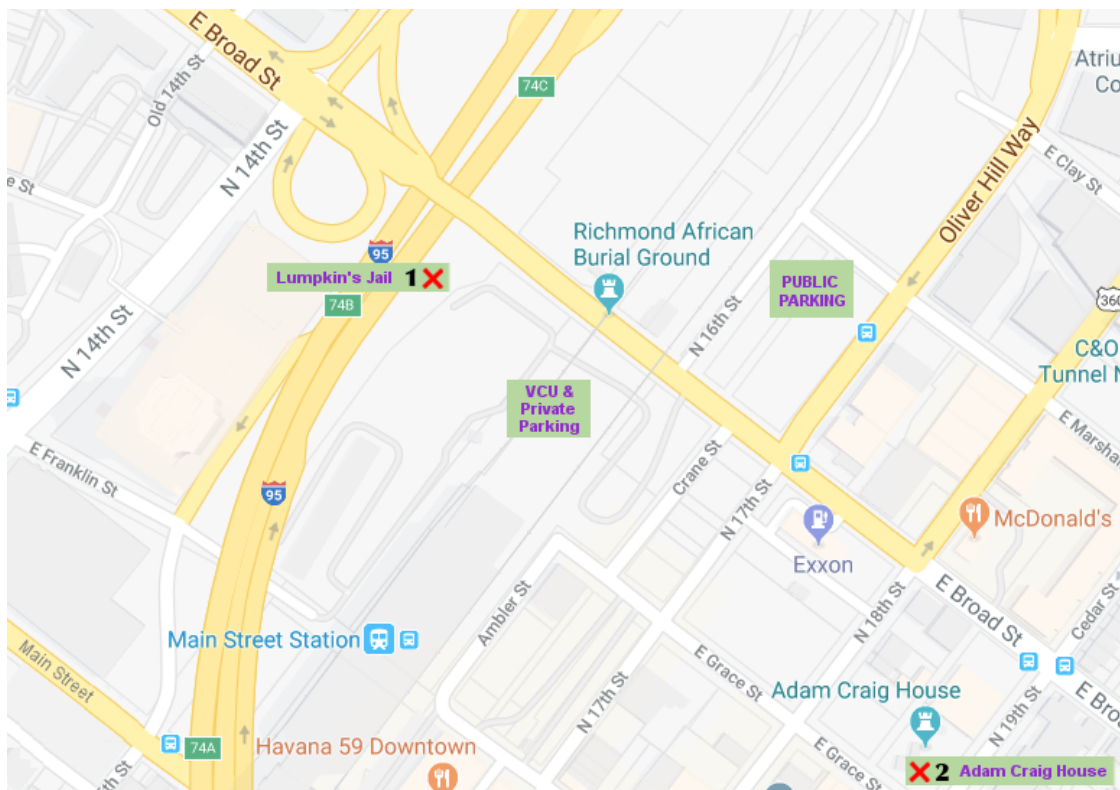 E Broad St
Old 14th St
N 14th St
74C
Atriu
Co
E Clay St
Oliver Hill Way
e St
Richmond African
Burial Ground
95
Lumpkin's Jail 1
74B
PUBLIC
PARKING
N 16th St
360
C&O
Tunnel N
N 14th St
VCU &
Private
Parking
E Marsha
E Franklin St
Crane St
95
N 17th St
McDonald's
Exxon
E Broad St
N 18th St
Cedar St
Ambler St
Main Street Station
Main Street
E Grace St
N 17th St
Adam Craig House
E Bro
N 19th St
74A
Havana 59 Downtown
E Grace St
th St
2 Adam Craig House